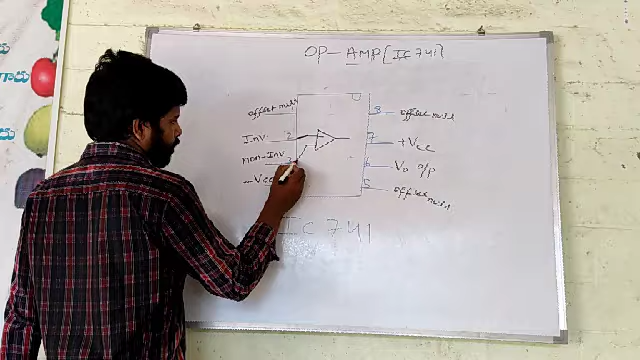 OP-AMP(IC 741)
offset null 8 offset null
Inv. 2 7 +Vcc
non-Inv 3 6 Vo o/p
-Vcc 5 offset null
IC 741
గారు